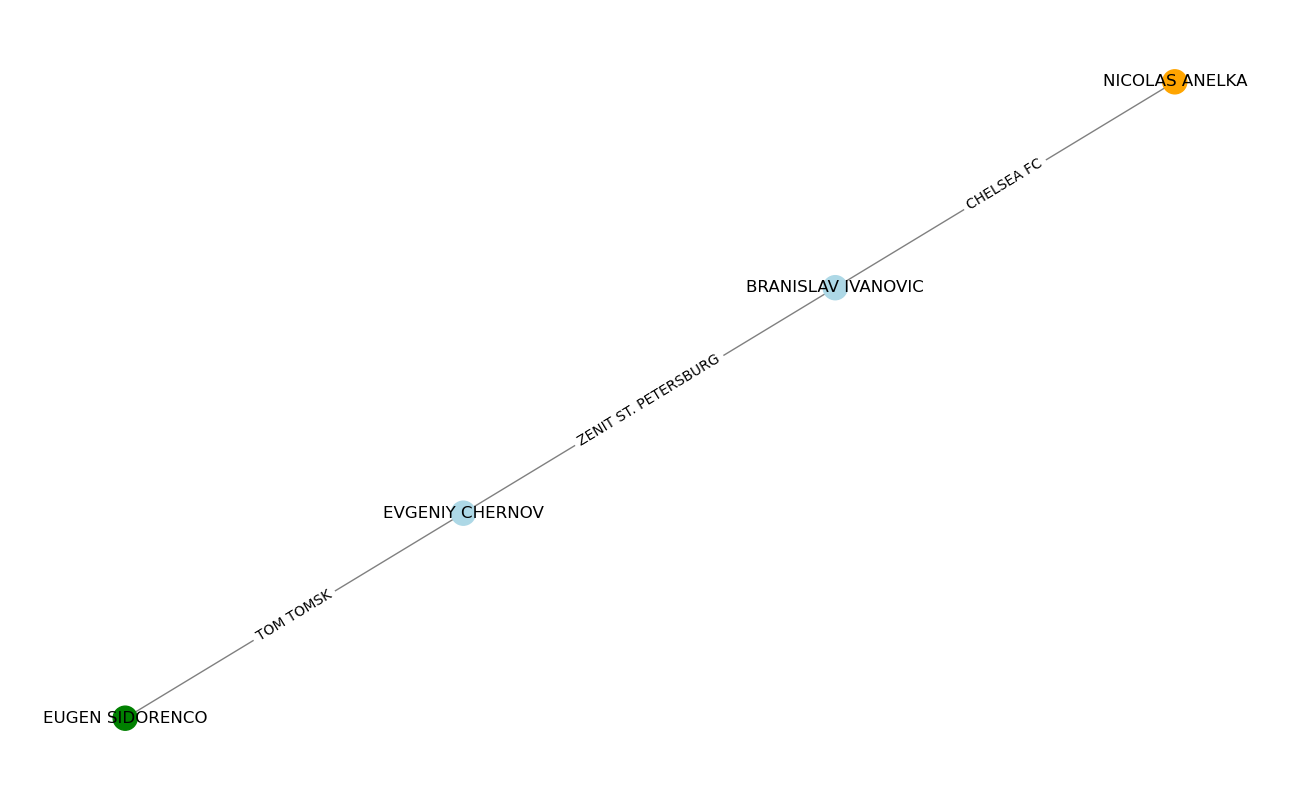 NICOLAS ANELKA
CHELSEA FC
BRANISLAV IVANOVIC
ZENIT ST. PETERSBURG
EVGENIY CHERNOV
TOM TOMSK
EUGEN SIDORENCO